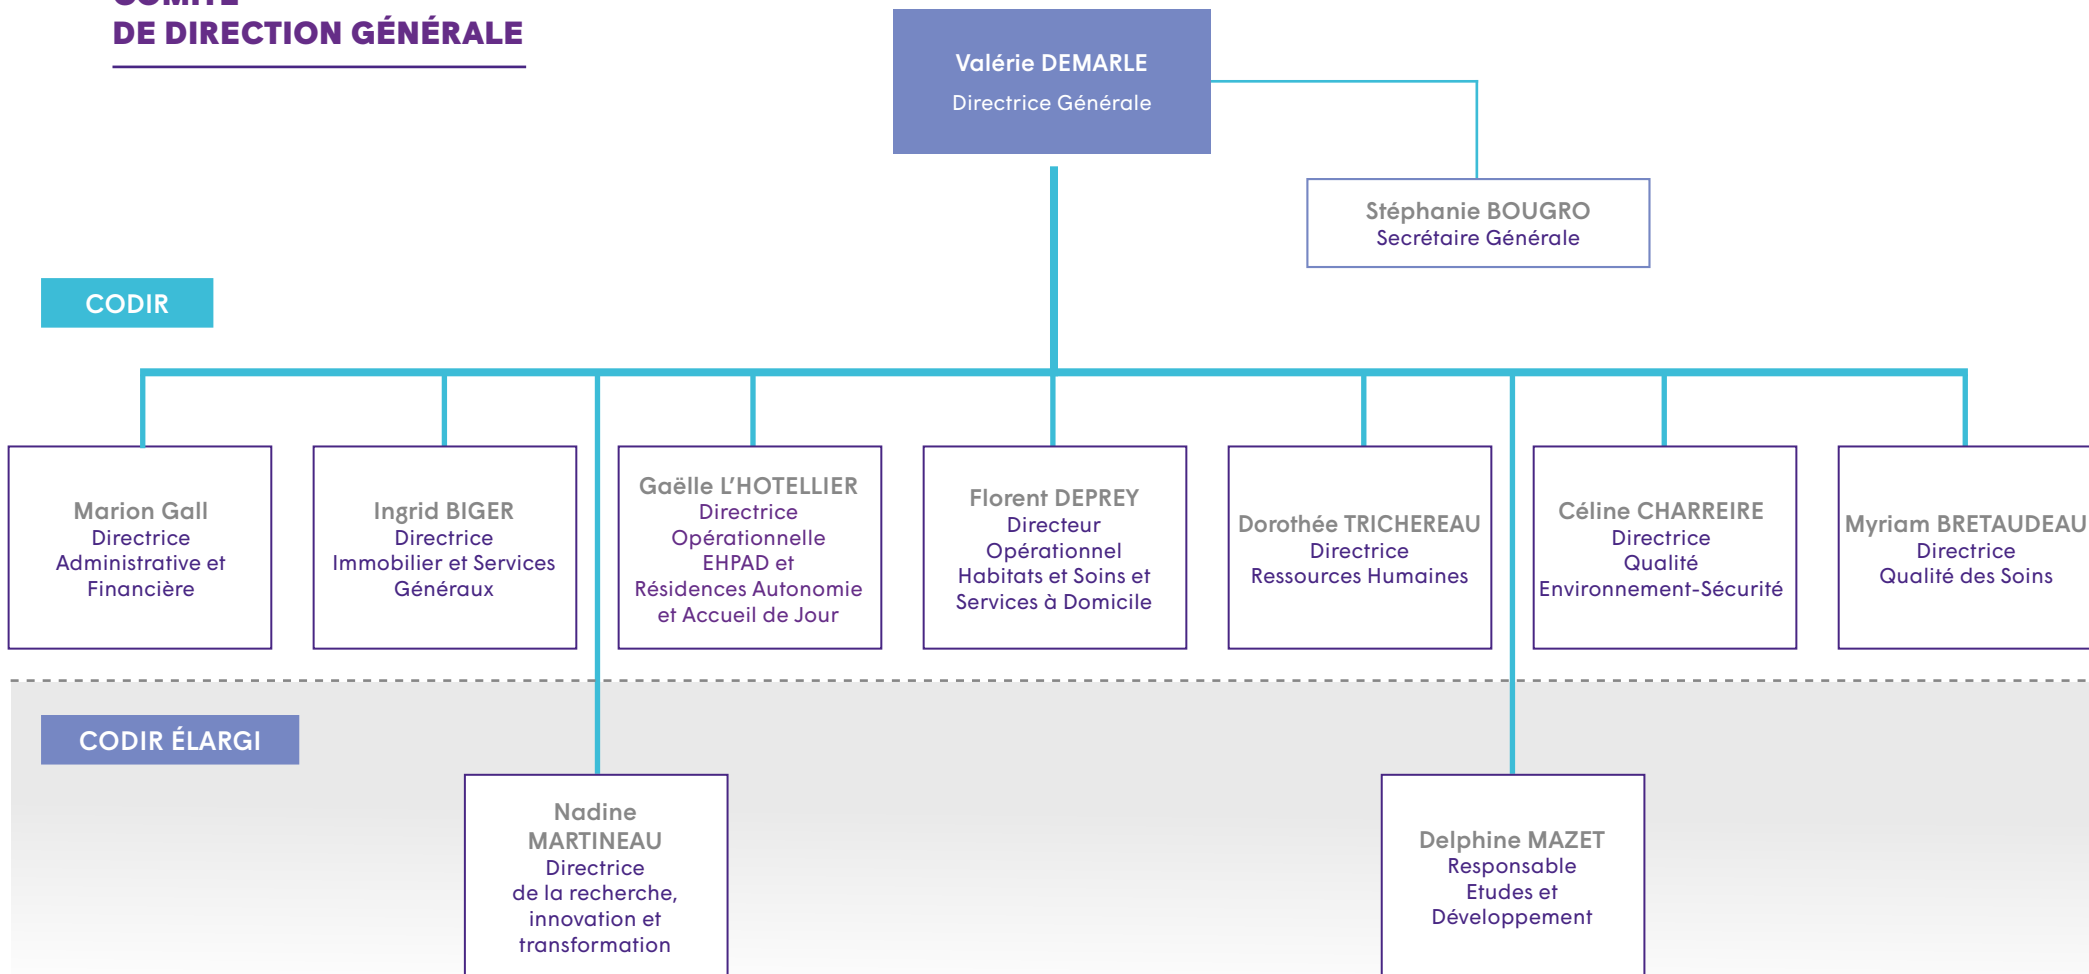 COMITÉ
DE DIRECTION GÉNÉRALE
Valérie DEMARLE
Directrice Générale
Stéphanie BOUGRO
Secrétaire Générale
CODIR
Marion Gall
Directrice
Administrative et
Financière
Ingrid BIGER
Directrice
Immobilier et Services
Généraux
Gaëlle L’HOTELLIER
Directrice
Opérationnelle
EHPAD et
Résidences Autonomie
et Accueil de Jour
Florent DEPREY
Directeur
Opérationnel
Habitats et Soins et
Services à Domicile
Dorothée TRICHEREAU
Directrice
Ressources Humaines
Céline CHARREIRE
Directrice
Qualité
Environnement-Sécurité
Myriam BRETAUDEAU
Directrice
Qualité des Soins
CODIR ÉLARGI
Nadine
MARTINEAU
Directrice
de la recherche,
innovation et
transformation
Delphine MAZET
Responsable
Etudes et
Développement